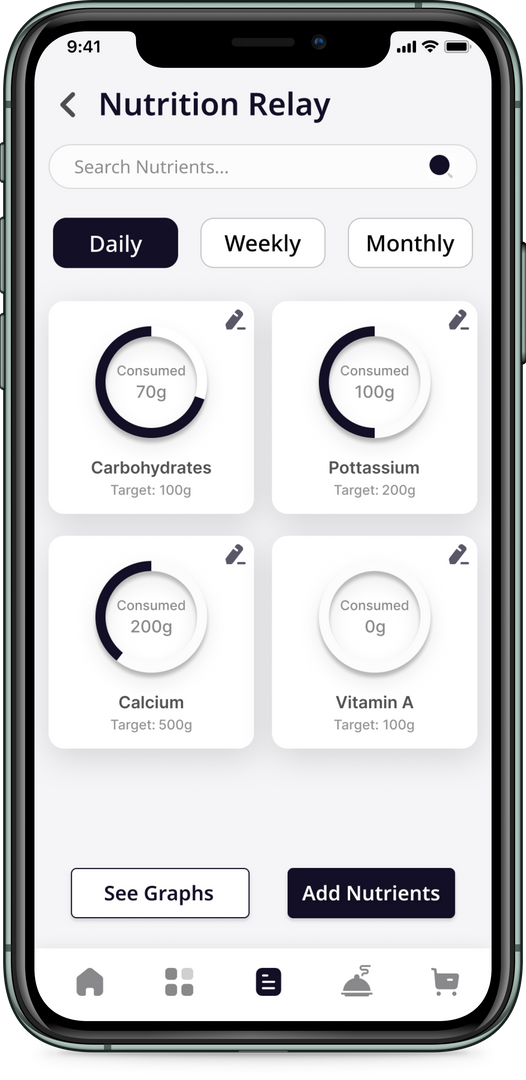 9:41
Nutrition Relay
Search Nutrients...
Daily Weekly Monthly
Consumed
70g
Carbohydrates
Target: 100g
Consumed
100g
Pottassium
Target: 200g
Consumed
200g
Calcium
Target: 500g
Consumed
0g
Vitamin A
Target: 100g
See Graphs Add Nutrients